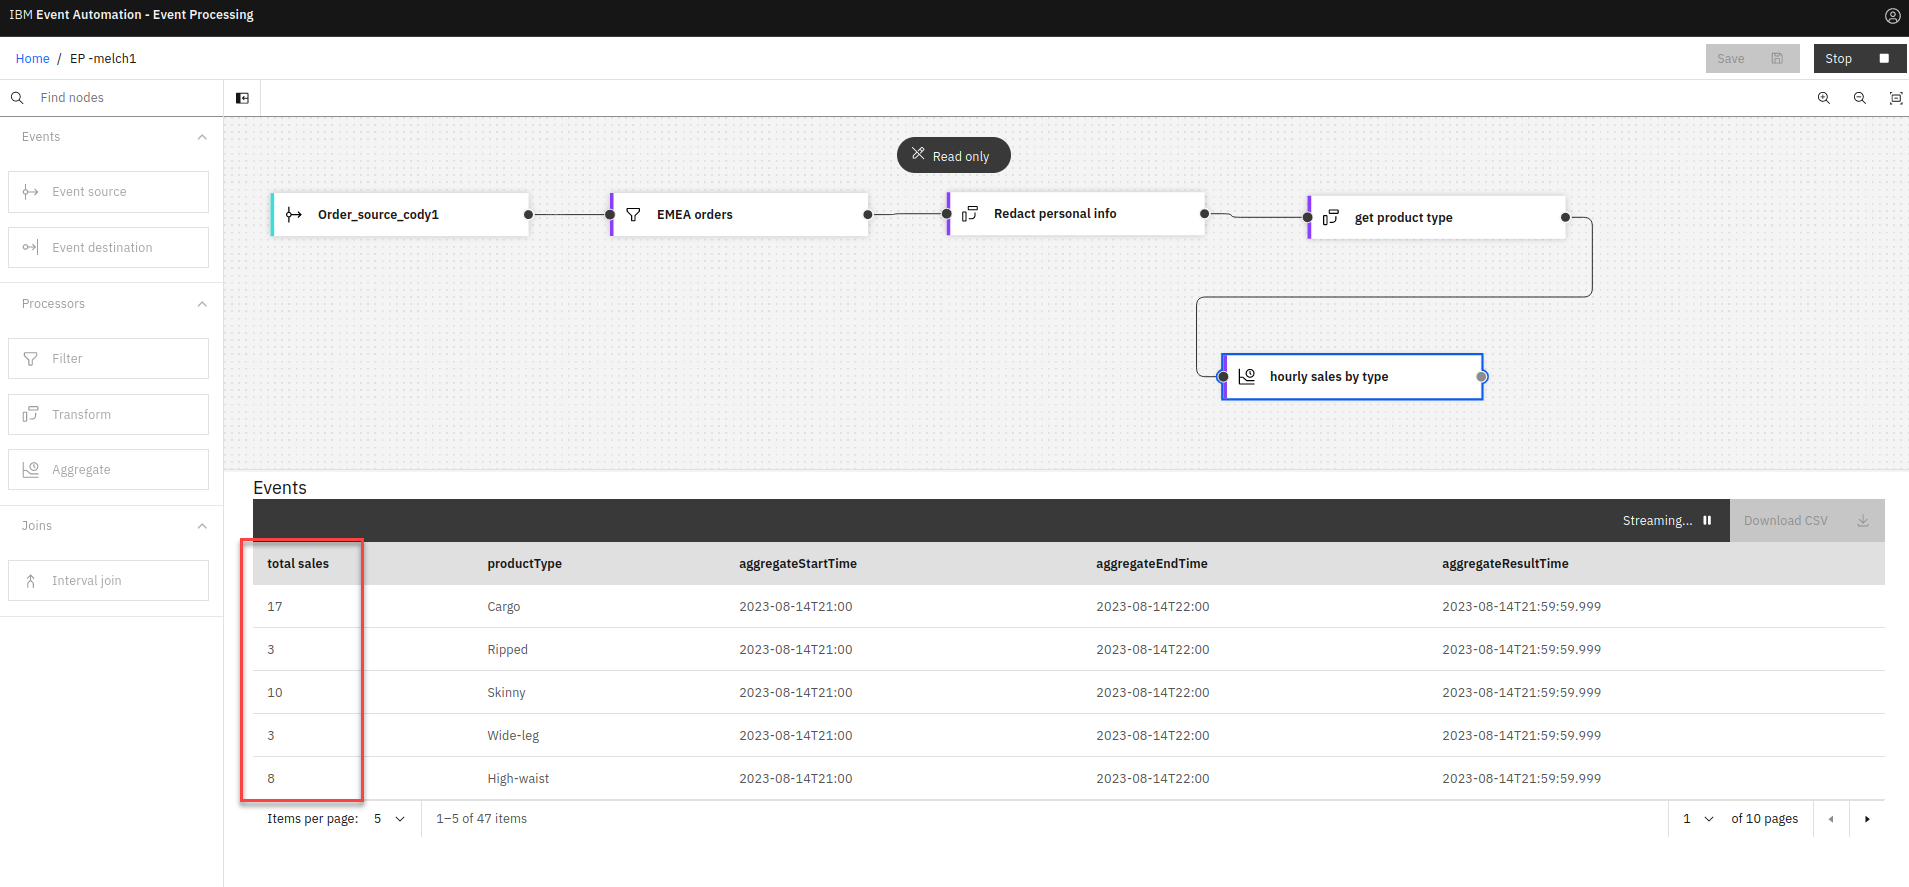 IBM Event Automation - Event Processing
Home / EP -melch1
Save
Stop
Find nodes
Events
Event source
Event destination
Processors
Filter
Transform
Aggregate
Joins
Interval join
Read only
Order_source_cody1
EMEA orders
Redact personal info
get product type
hourly sales by type
Events
Streaming...
Download CSV
total sales productType aggregateStartTime aggregateEndTime aggregateResultTime
17 Cargo 2023-08-14T21:00 2023-08-14T22:00 2023-08-14T21:59:59.999
3 Ripped 2023-08-14T21:00 2023-08-14T22:00 2023-08-14T21:59:59.999
10 Skinny 2023-08-14T21:00 2023-08-14T22:00 2023-08-14T21:59:59.999
3 Wide-leg 2023-08-14T21:00 2023-08-14T22:00 2023-08-14T21:59:59.999
8 High-waist 2023-08-14T21:00 2023-08-14T22:00 2023-08-14T21:59:59.999
Items per page: 5 1–5 of 47 items 1 of 10 pages